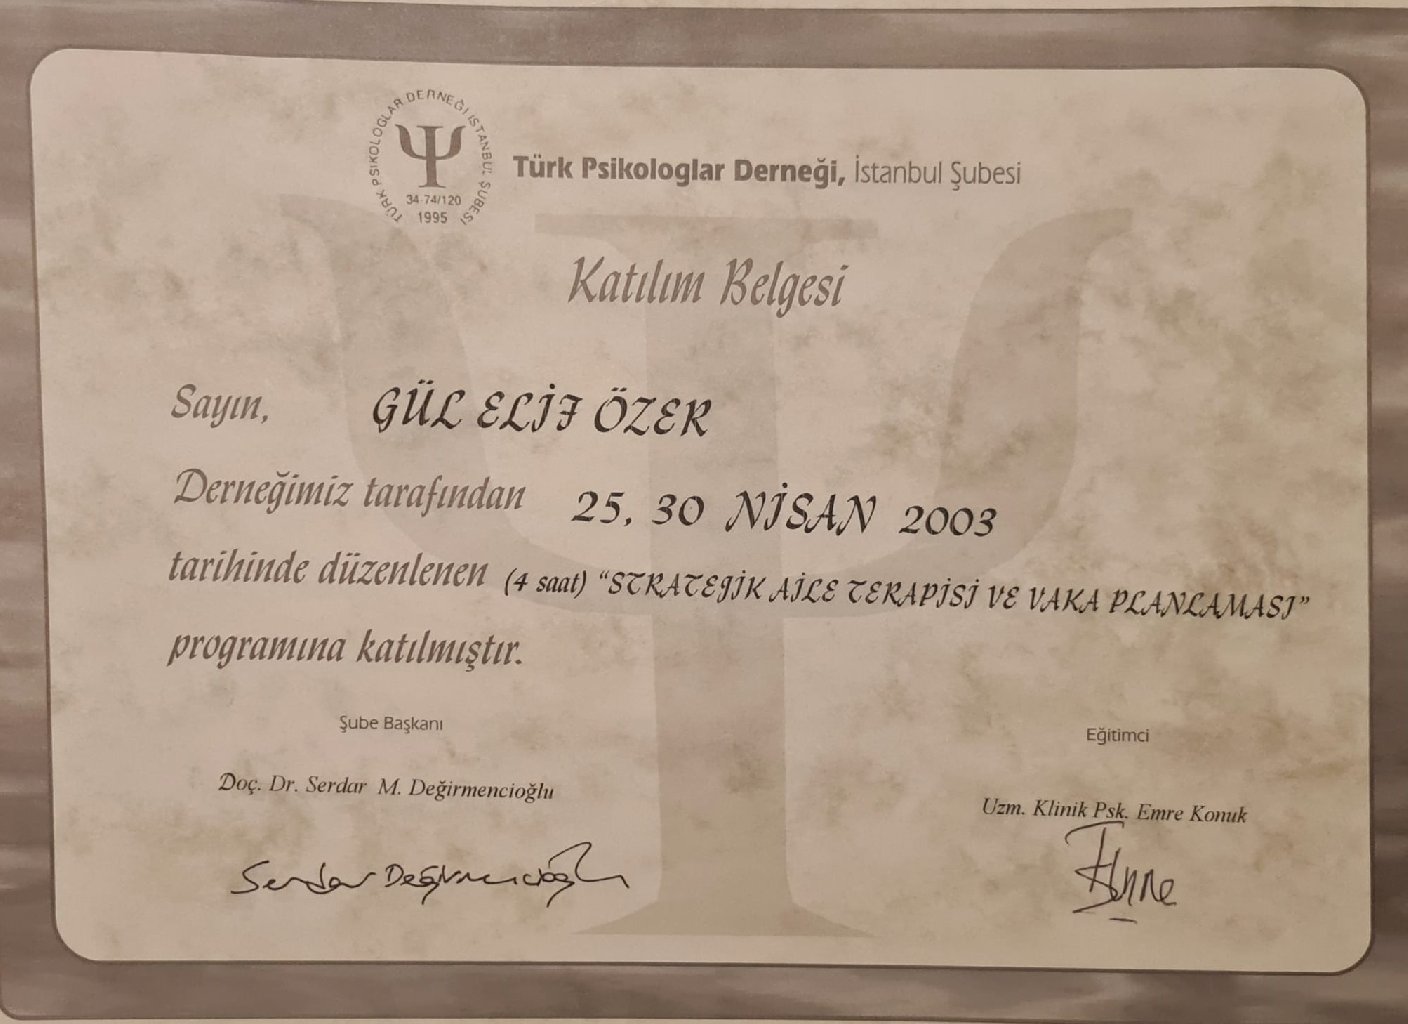 TÜRK PSİKOLOGLAR DERNEĞİ İSTANBUL ŞUBESİ
34-74/120
1995
Türk Psikologlar Derneği, İstanbul Şubesi
Katılım Belgesi
Sayın, GÜL ELİF ÖZER
Derneğimiz tarafından 25, 30 NİSAN 2003
tarihinde düzenlenen (4 saat) “STRATEJİK AİLE TERAPİSİ VE VAKA PLANLAMASI”
programına katılmıştır.
Şube Başkanı
Eğitimci
Doç. Dr. Serdar M. Değirmencioğlu
Uzm. Klinik Psk. Emre Konuk
Serdar Değirmencioğlu
Emre